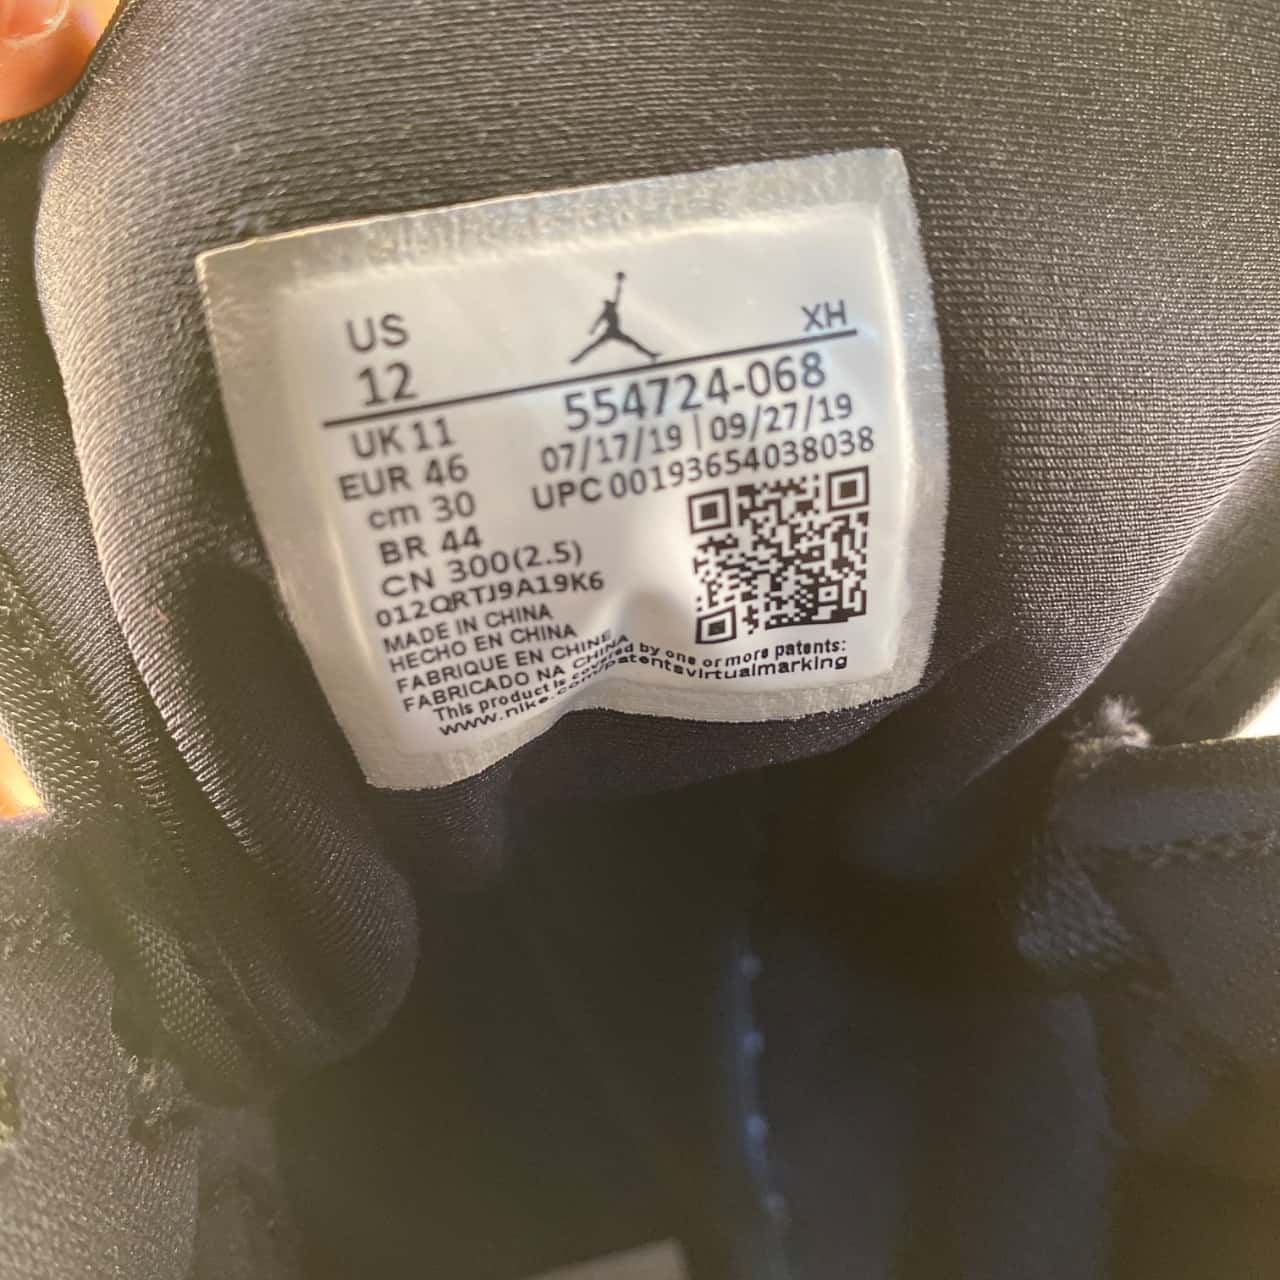 US
12
XH
UK 11
EUR 46
cm 30
BR 44
CN 300(2.5)
554724-068
07/17/19 | 09/27/19
UPC 00193654038038
012QRTJ9A19K6
MADE IN CHINA
HECHO EN CHINA
FABRIQUE EN CHINE
FABRICADO NA CHINA
This product is covered by one or more patents:
www.nike.com/patentsvirtualmarking